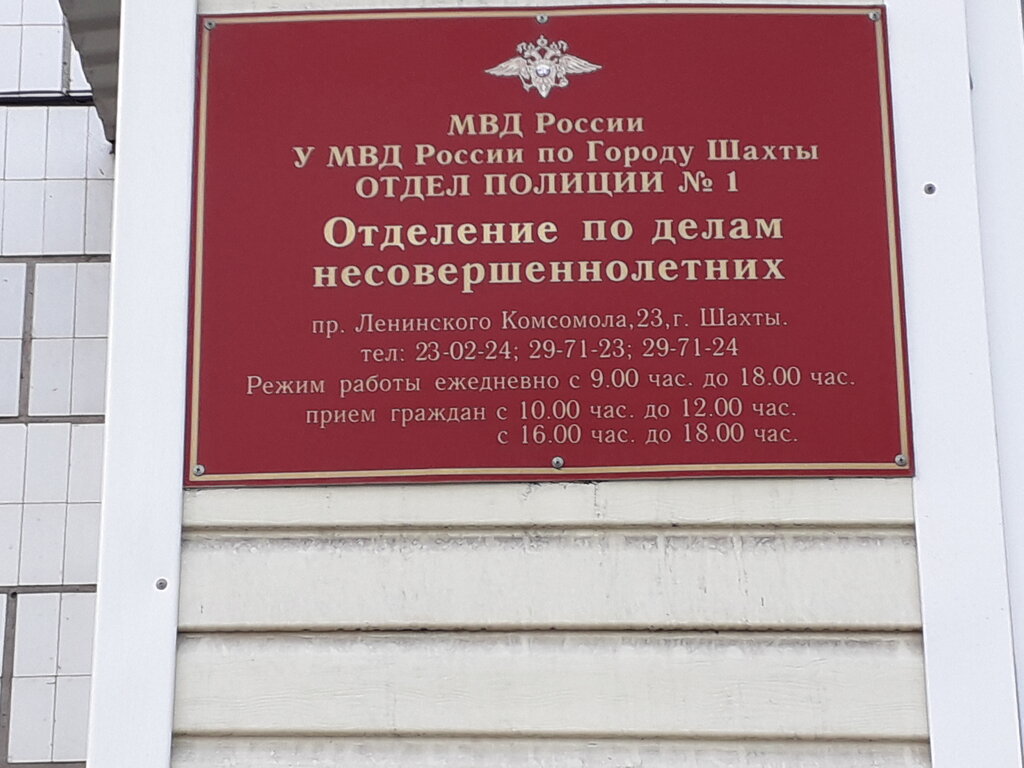 МВД России
У МВД России по Городу Шахты
ОТДЕЛ ПОЛИЦИИ № 1
Отделение по делам
несовершеннолетних
пр. Ленинского Комсомола,23,г. Шахты.
тел: 23-02-24; 29-71-23; 29-71-24
Режим работы ежедневно с 9.00 час. до 18.00 час.
прием граждан с 10.00 час. до 12.00 час.
с 16.00 час. до 18.00 час.